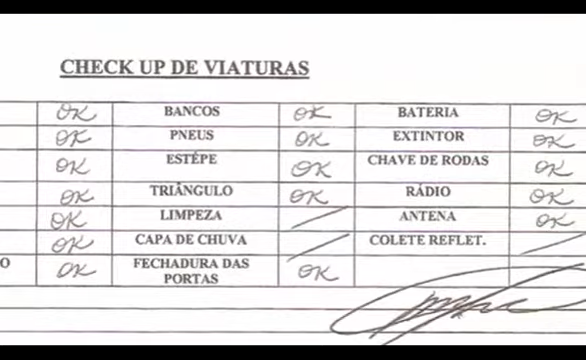 CHECK UP DE VIATURAS
OK BANCOS OK BATERIA OK
OK PNEUS OK EXTINTOR OK
OK ESTÉPE OK CHAVE DE RODAS OK
OK TRIÂNGULO OK RÁDIO OK
OK LIMPEZA / ANTENA OK
OK CAPA DE CHUVA / COLETE REFLET. /
O OK FECHADURA DAS PORTAS OK